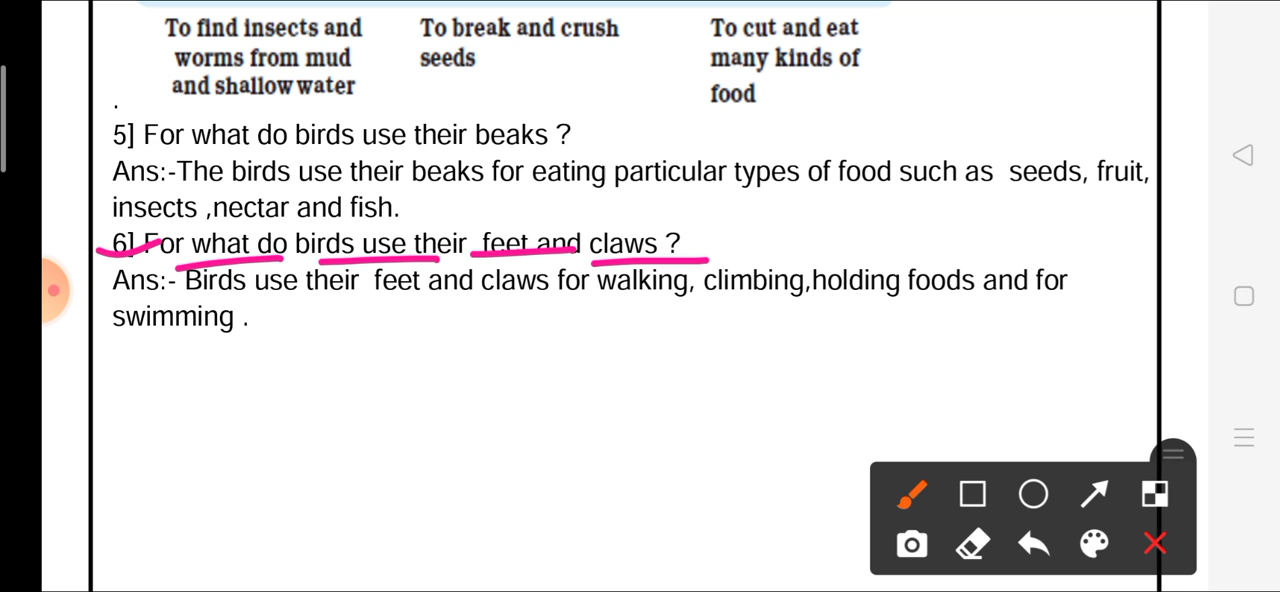 To find insects and To break and crush To cut and eat
worms from mud seeds many kinds of
and shallow water food
.
5] For what do birds use their beaks ?
Ans:-The birds use their beaks for eating particular types of food such as seeds, fruit,
insects ,nectar and fish.
6] For what do birds use their feet and claws ?
Ans:- Birds use their feet and claws for walking, climbing,holding foods and for
swimming .